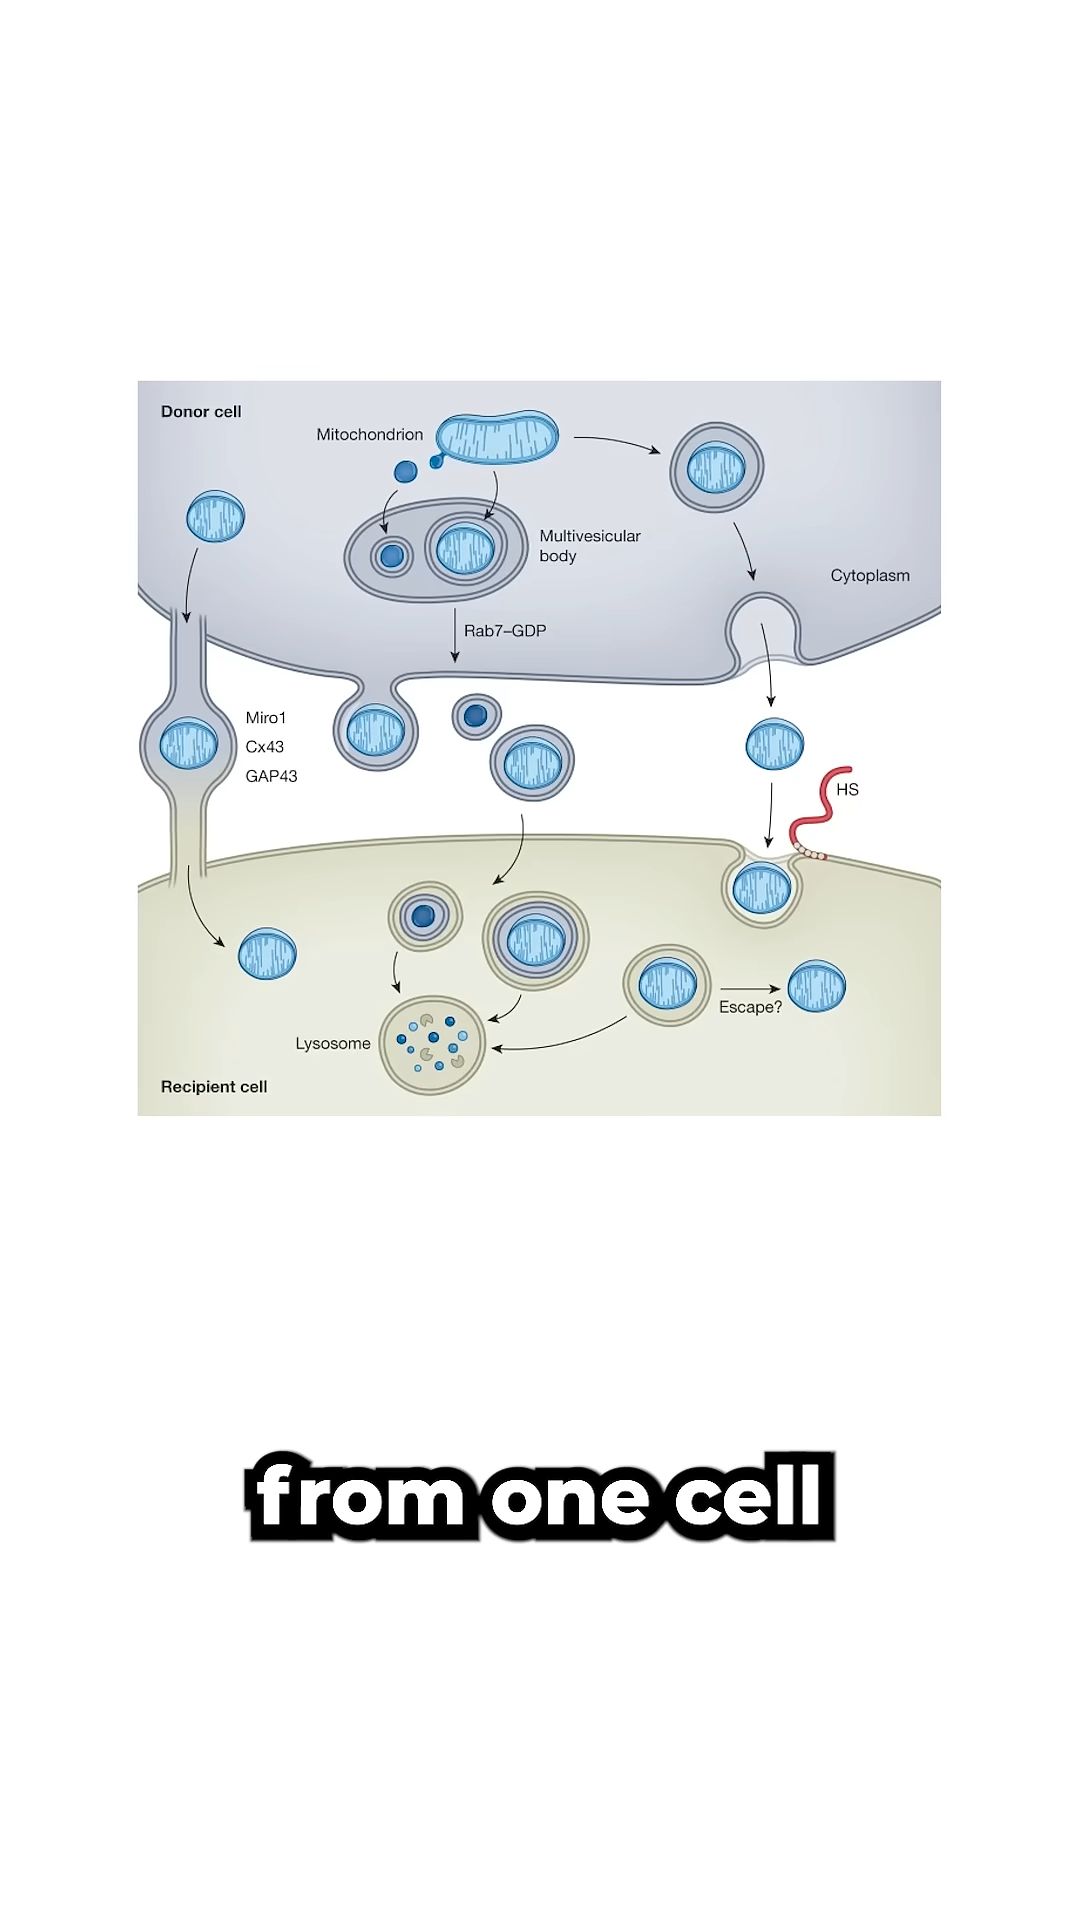 Donor cell
Mitochondrion
Multivesicular
body
Cytoplasm
Rab7–GDP
Miro1
Cx43
GAP43
HS
Escape?
Lysosome
Recipient cell
from one cell